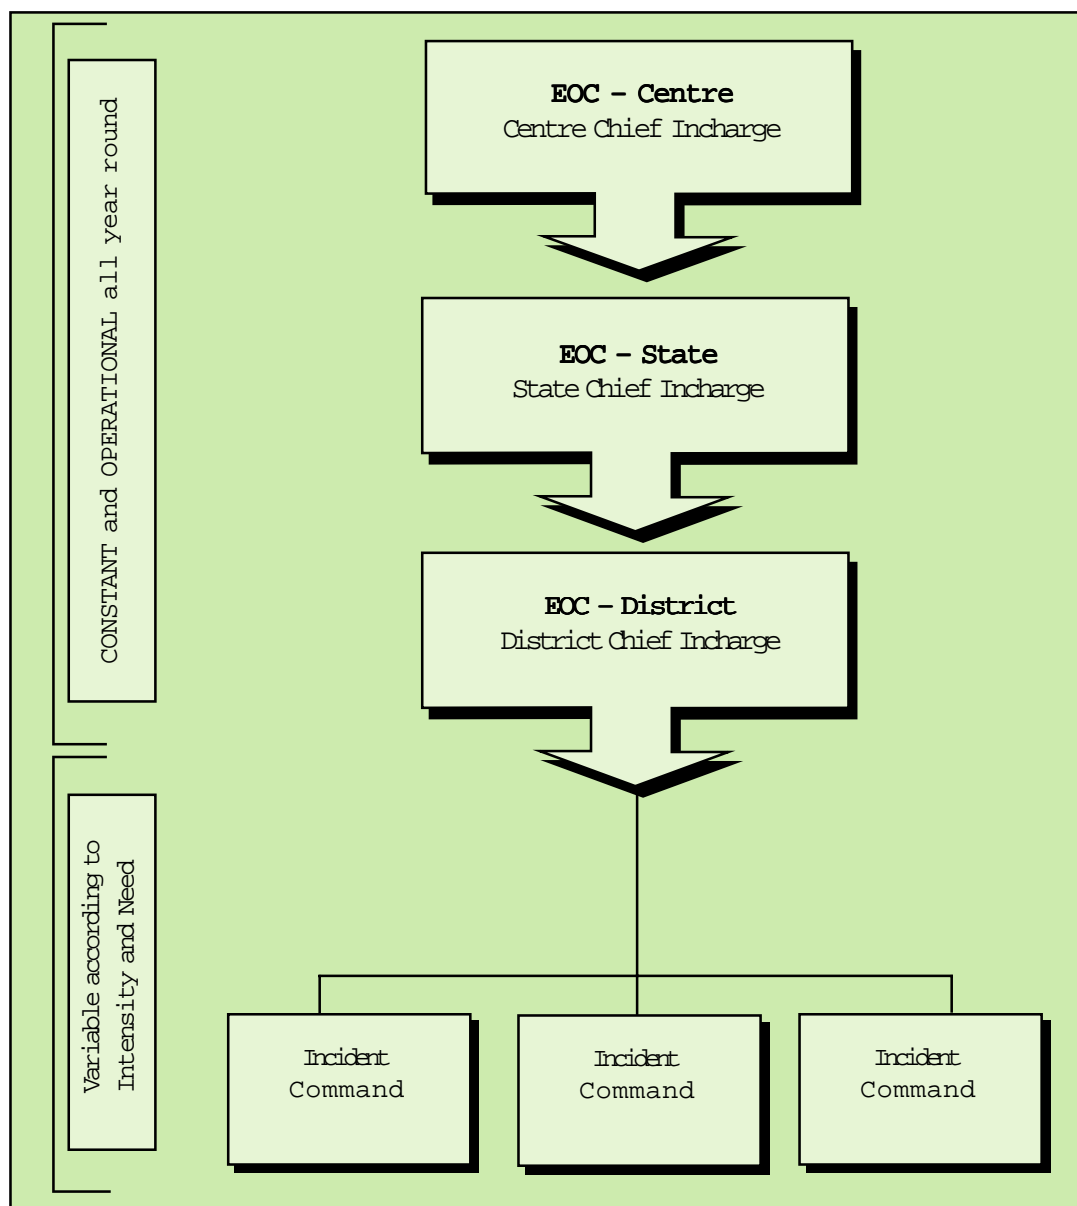 CONSTANT and OPERATIONAL all year round
EOC – Centre
Centre Chief Incharge
EOC – State
State Chief Incharge
EOC – District
District Chief Incharge
Variable according to
Intensity and Need
Incident
Command
Incident
Command
Incident
Command